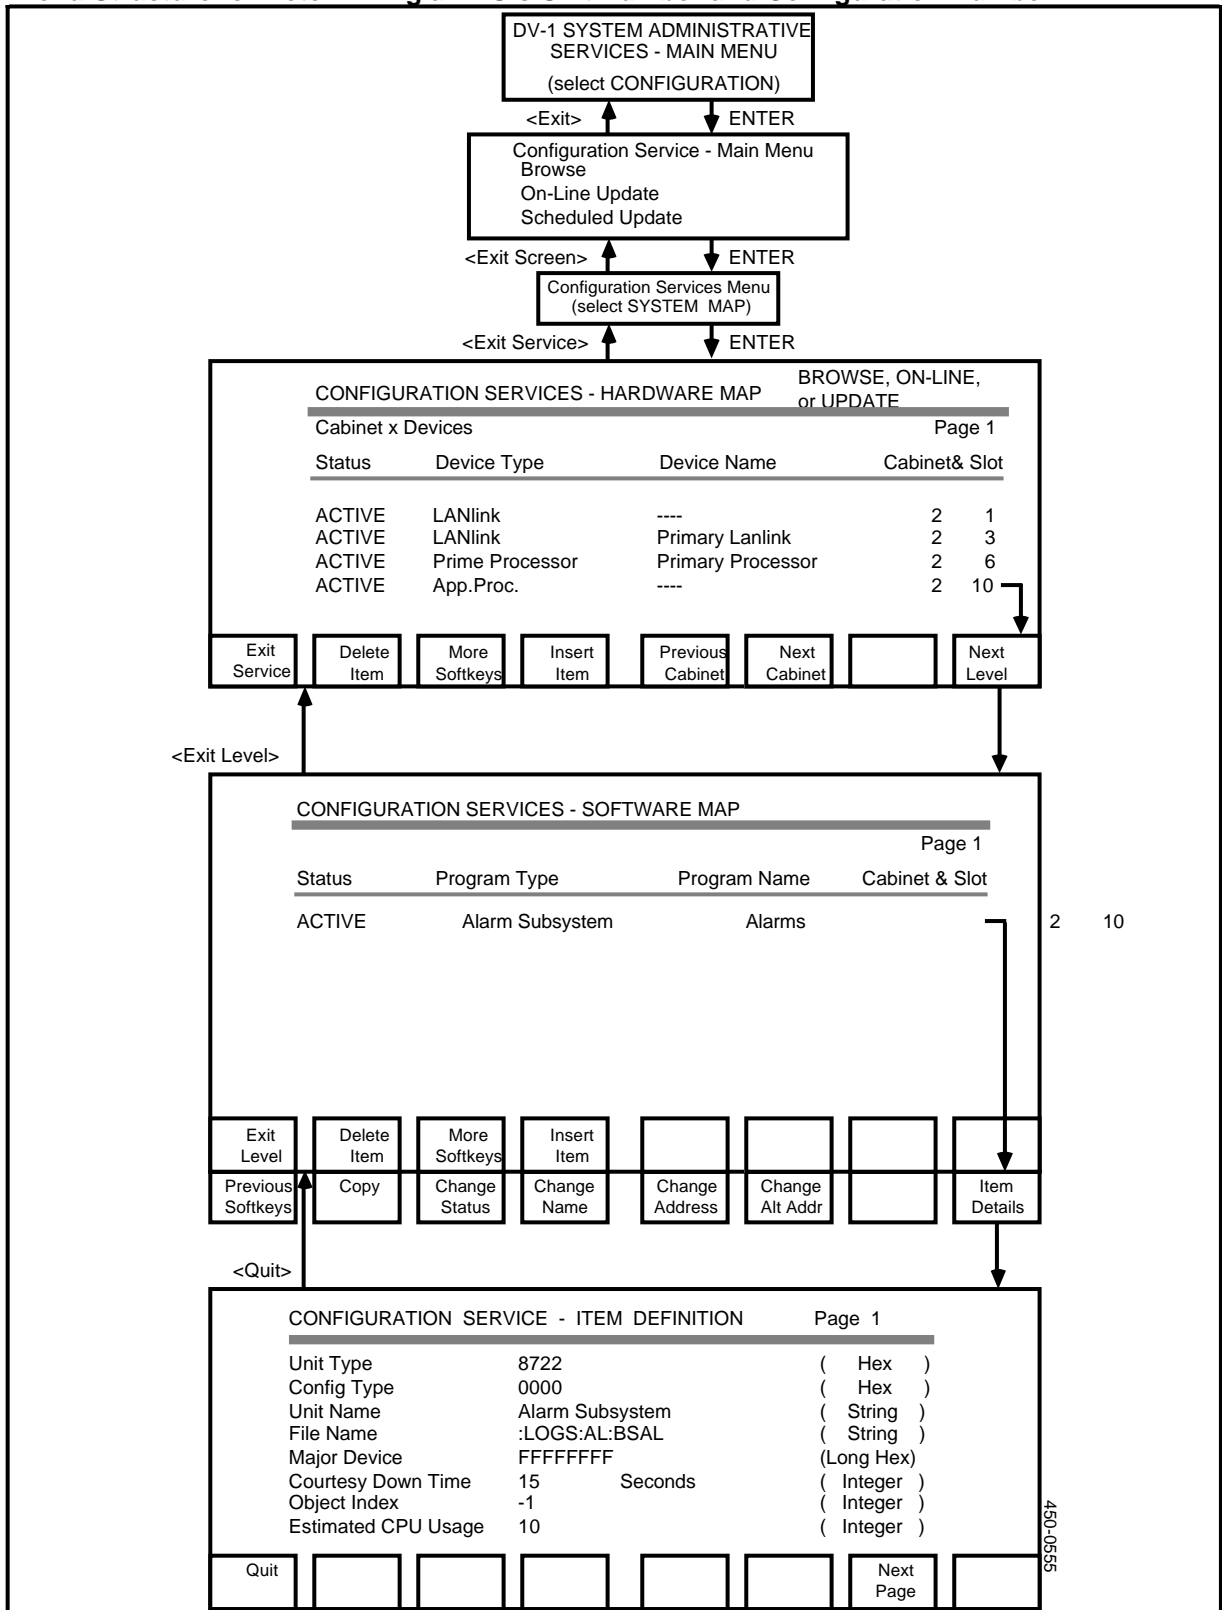 DV-1 SYSTEM ADMINISTRATIVE
SERVICES - MAIN MENU
(select CONFIGURATION)
<Exit> ENTER
Configuration Service - Main Menu
Browse
On-Line Update
Scheduled Update
<Exit Screen> ENTER
Configuration Services Menu
(select SYSTEM MAP)
<Exit Service> ENTER
CONFIGURATION SERVICES - HARDWARE MAP
BROWSE, ON-LINE,
or UPDATE
Cabinet x Devices Page 1
Status Device Type Device Name Cabinet& Slot
ACTIVE LANlink ---- 2 1
ACTIVE LANlink Primary Lanlink 2 3
ACTIVE Prime Processor Primary Processor 2 6
ACTIVE App.Proc. ---- 2 10
Exit Delete More Insert Previous Next Next
Service Item Softkeys Item Cabinet Cabinet Level
<Exit Level>
CONFIGURATION SERVICES - SOFTWARE MAP
Page 1
Status Program Type Program Name Cabinet & Slot
ACTIVE Alarm Subsystem Alarms 2 10
Exit Delete More Insert
Level Item Softkeys Item
Previous Copy Change Change Change Change Item
Softkeys Status Name Address Alt Addr Details
<Quit>
CONFIGURATION SERVICE - ITEM DEFINITION Page 1
Unit Type 8722 ( Hex )
Config Type 0000 ( Hex )
Unit Name Alarm Subsystem ( String )
File Name :LOGS:AL:BSAL ( String )
Major Device FFFFFFFF (Long Hex)
Courtesy Down Time 15 Seconds ( Integer )
Object Index -1 ( Integer )
Estimated CPU Usage 10 ( Integer )
450-0555
Quit Next
Page